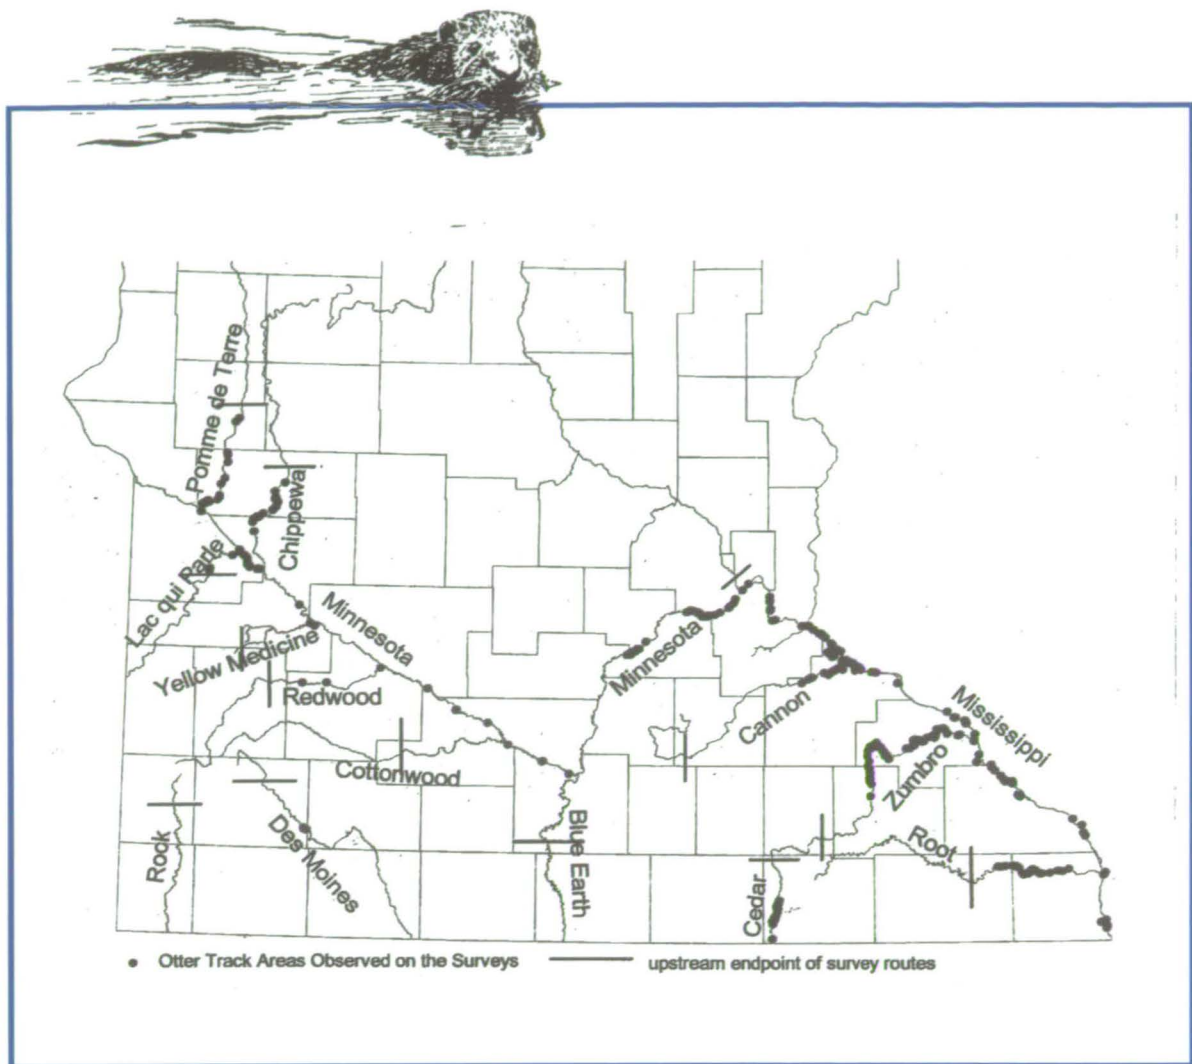 Pomme de Terre
Chippewa
Lac qui Parle
Minnesota
Yellow Medicine
Redwood
Minnesota
Cannon
Mississippi
Cottonwood
Zumbro
Rock
Des Moines
Blue Earth
Root
Cedar
Otter Track Areas Observed on the Surveys
upstream endpoint of survey routes